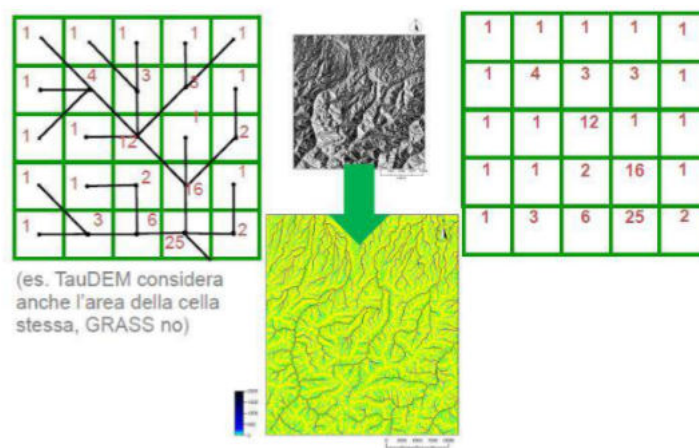 1 1 1 1 1
1 4 3 3 1
1 1 12 1 2
1 1 2 16 1
1 3 6 25 2
(es. TauDEM considera
anche l'area della cella
stessa, GRASS no)
1 1 1 1 1
1 4 3 3 1
1 1 12 1 1
1 1 2 16 1
1 3 6 25 2